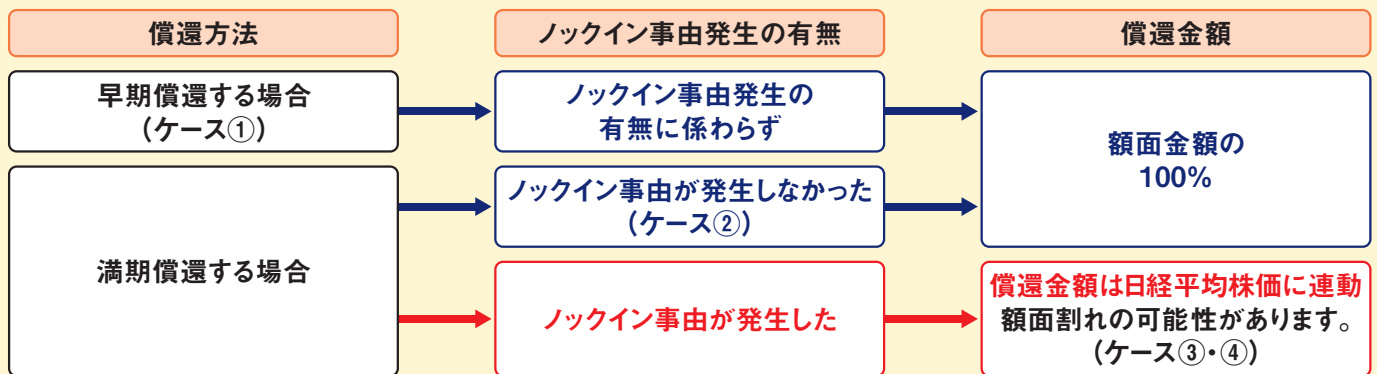 償還方法
ノックイン事由発生の有無
償還金額
早期償還する場合
(ケース①)
ノックイン事由発生の
有無に係わらず
額面金額の
100%
満期償還する場合
ノックイン事由が発生しなかった
(ケース②)
ノックイン事由が発生した
償還金額は日経平均株価に連動
額面割れの可能性があります。
(ケース③・④)